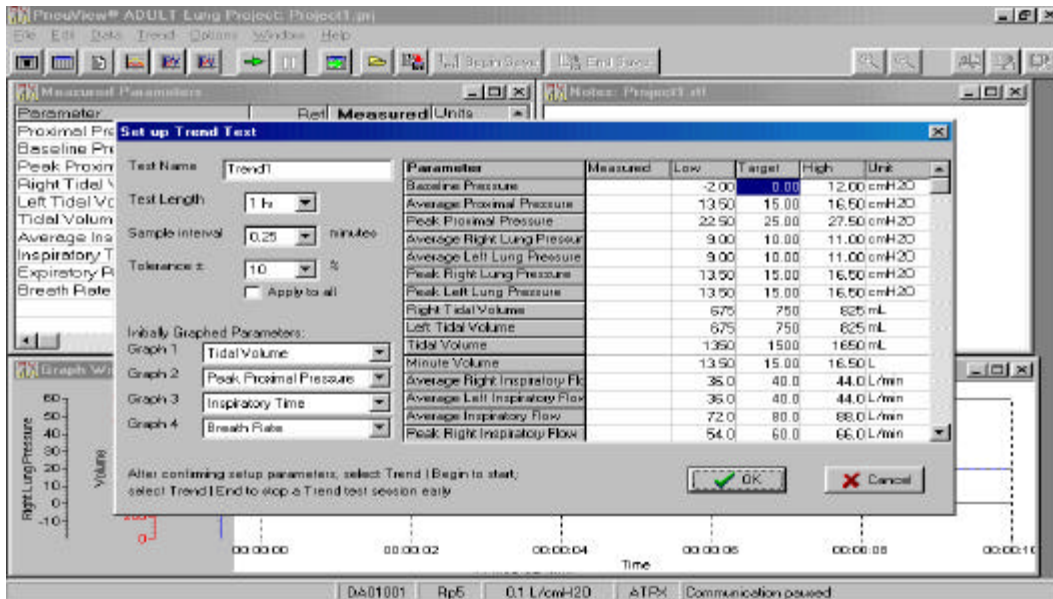 PneuView® ADULT Lung Project: Project1.prj
File Edit Data Trend Options Window Help
Begin Save End Save
Measured Parameters
Notes: Project1.rtf
Parameter Ref Measured Units
Proximal Pre
Baseline Pre
Peak Proxim
Right Tidal V
Left Tidal Vo
Tidal Volum
Average Ins
Inspiratory T
Expiratory R
Breath Rate
Set up Trend Text
Test Name Trend1
Test Length 1 hr
Sample interval 0.25 minutes
Tolerance ± 10 %
Apply to all
Initially Graphed Parameters:
Graph 1 Tidal Volume
Graph 2 Peak Proximal Pressure
Graph 3 Inspiratory Time
Graph 4 Breath Rate
Parameter Measured Low Target High Unit
Baseline Pressure -2.00 0.00 12.00 cmH2O
Average Proximal Pressure 13.50 15.00 16.50 cmH2O
Peak Proximal Pressure 22.50 25.00 27.50 cmH2O
Average Right Lung Pressur 9.00 10.00 11.00 cmH2O
Average Left Lung Pressure 9.00 10.00 11.00 cmH2O
Peak Right Lung Pressure 13.50 15.00 16.50 cmH2O
Peak Left Lung Pressure 13.50 15.00 16.50 cmH2O
Right Tidal Volume 675 750 825 mL
Left Tidal Volume 675 750 825 mL
Tidal Volume 1350 1500 1650 mL
Minute Volume 13.50 15.00 16.50 L
Average Right Inspiratory Flo 36.0 40.0 44.0 L/min
Average Left Inspiratory Flow 36.0 40.0 44.0 L/min
Average Inspiratory Flow 72.0 80.0 88.0 L/min
Peak Right Inspiratory Flow 54.0 60.0 66.0 L/min
After confirming setup parameters, select Trend | Begin to start;
select Trend | End to stop a Trend test session early
OK Cancel
Graph W
Right Lung Pressure
60
50
40
30
20
10
0
-10
Volume
0
00:00:00 00:00:02 00:00:04 00:00:06 00:00:08 00:00:10
Time
DA01001 Rp5 0.1 L/cmH2O ATPX Communication paused